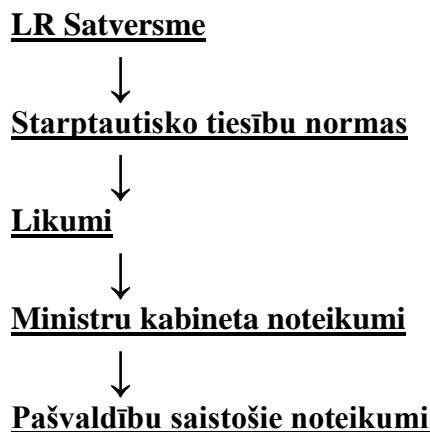 LR Satversme
Starptautisko tiesību normas
Likumi
Ministru kabineta noteikumi
Pašvaldību saistošie noteikumi